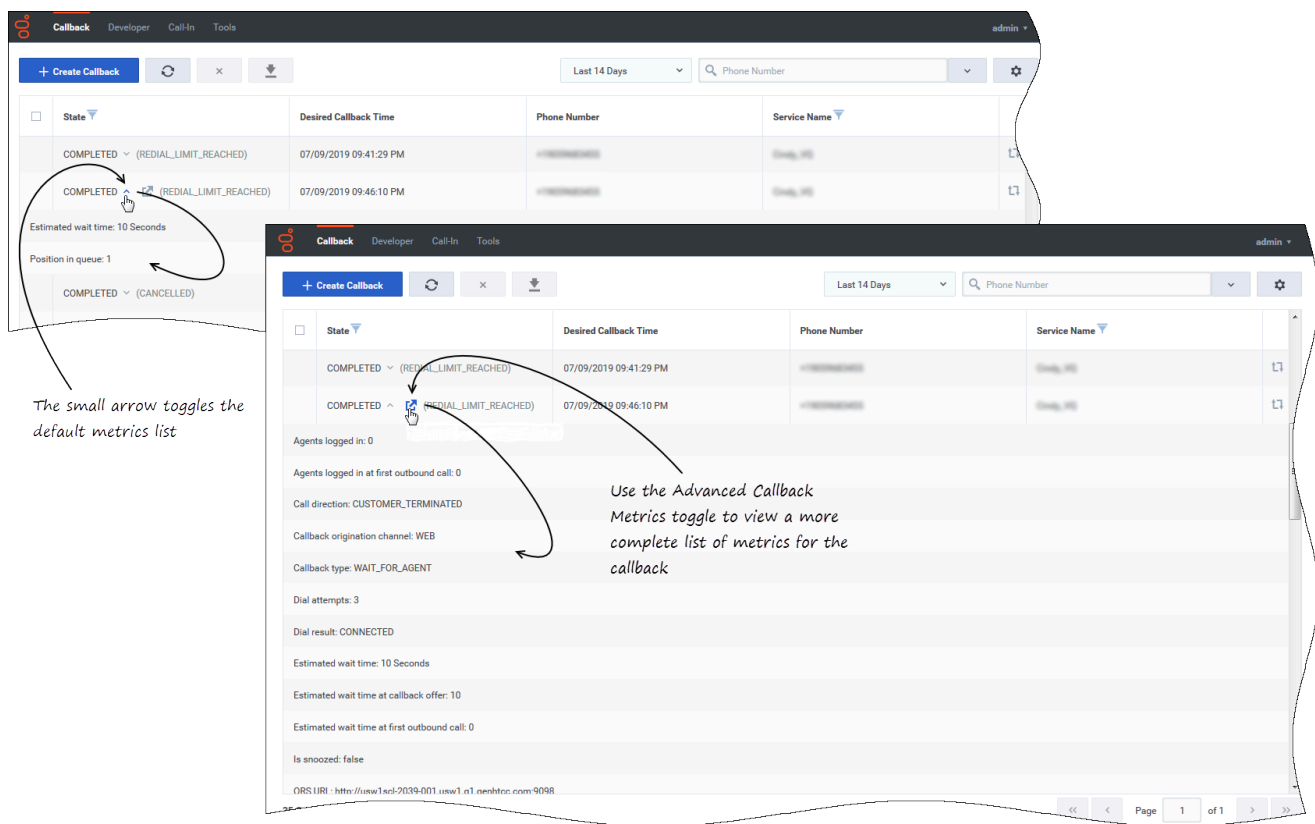 Callback Developer Call-In Tools admin
+ Create Callback Last 14 Days Phone Number
State Desired Callback Time Phone Number Service Name
COMPLETED (REDIAL_LIMIT_REACHED) 07/09/2019 09:41:29 PM
COMPLETED (REDIAL_LIMIT_REACHED) 07/09/2019 09:46:10 PM
Estimated wait time: 10 Seconds
Position in queue: 1
COMPLETED (CANCELLED)
The small arrow toggles the
default metrics list
Callback Developer Call-In Tools admin
+ Create Callback Last 14 Days Phone Number
State Desired Callback Time Phone Number Service Name
COMPLETED (REDIAL_LIMIT_REACHED) 07/09/2019 09:41:29 PM
COMPLETED (REDIAL_LIMIT_REACHED) 07/09/2019 09:46:10 PM
Agents logged in: 0
Agents logged in at first outbound call: 0
Call direction: CUSTOMER_TERMINATED
Callback origination channel: WEB
Callback type: WAIT_FOR_AGENT
Dial attempts: 3
Dial result: CONNECTED
Estimated wait time: 10 Seconds
Estimated wait time at callback offer: 10
Estimated wait time at first outbound call: 0
Is snoozed: false
ORS URL:
Use the Advanced Callback
Metrics toggle to view a more
complete list of metrics for the
callback
Page 1 of 1